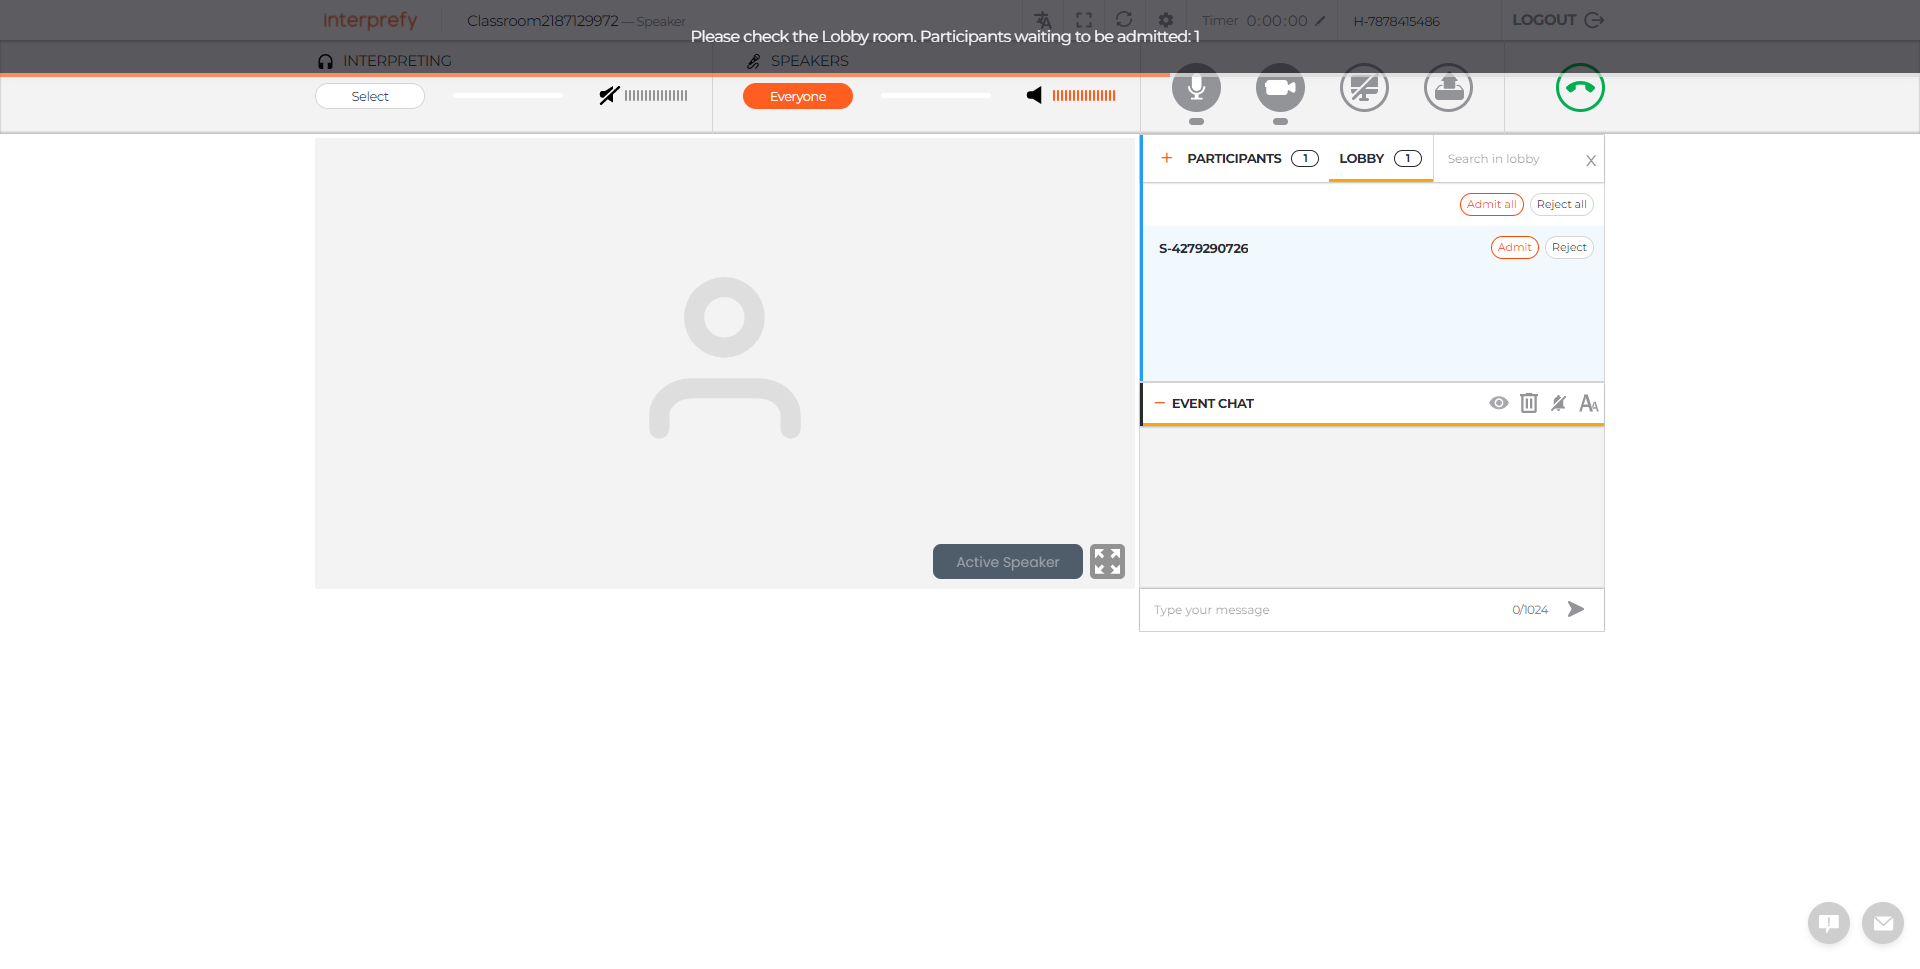 interprefy
Classroom2187129972 — Speaker
Timer 0:00:00
H-7878415486
LOGOUT
Please check the Lobby room. Participants waiting to be admitted: 1
INTERPRETING
SPEAKERS
Select
Everyone
+ PARTICIPANTS 1
LOBBY 1
Search in lobby
X
Admit all
Reject all
S-4279290726
Admit
Reject
− EVENT CHAT
AA
Active Speaker
Type your message
0/1024